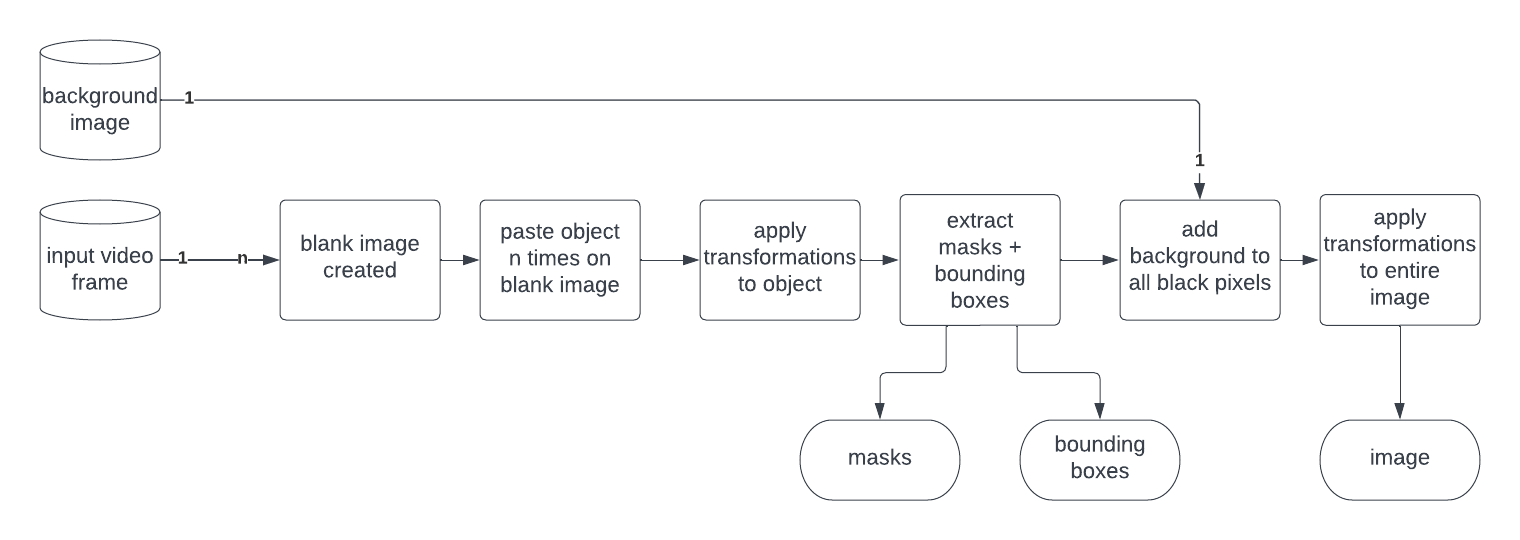 background
image
1
1
input video
frame
1
n
blank image
created
paste object
n times on
blank image
apply
transformations
to object
extract
masks +
bounding
boxes
add
background to
all black pixels
apply
transformations
to entire
image
masks
bounding
boxes
image